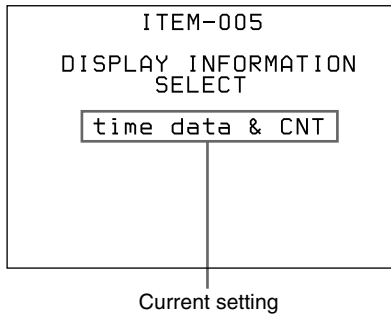 ITEM-005
DISPLAY INFORMATION
SELECT
time data & CNT
Current setting